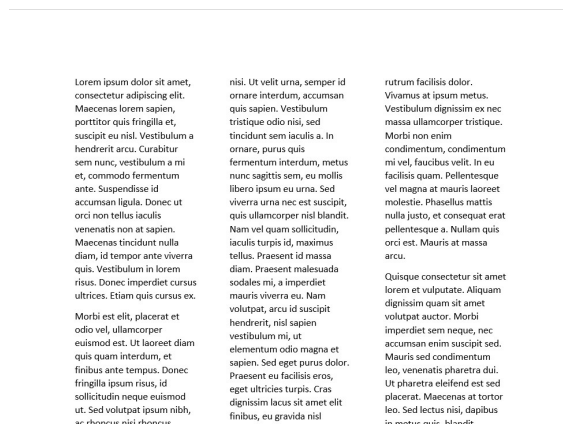 Lorem ipsum dolor sit amet,
consectetur adipiscing elit.
Maecenas lorem sapien,
porttitor quis fringilla et,
suscipit eu nisl. Vestibulum a
hendrerit arcu. Curabitur
sem nunc, vestibulum a mi
et, commodo fermentum
ante. Suspendisse id
accumsan ligula. Donec ut
orci non tellus iaculis
venenatis non at sapien.
Maecenas tincidunt nulla
diam, id tempor ante viverra
quis. Vestibulum in lorem
risus. Donec imperdiet cursus
ultrices. Etiam quis cursus ex.
Morbi est elit, placerat et
odio vel, ullamcorper
euismod est. Ut laoreet diam
quis quam interdum, et
finibus ante tempus. Donec
fringilla ipsum risus, id
sollicitudin neque euismod
ut. Sed volutpat ipsum nibh,
ac rhoncus nisi rhoncus
nisi. Ut velit urna, semper id
ornare interdum, accumsan
quis sapien. Vestibulum
tristique odio nisi, sed
tincidunt sem iaculis a. In
ornare, purus quis
fermentum interdum, metus
nunc sagittis sem, eu mollis
libero ipsum eu urna. Sed
viverra urna nec est suscipit,
quis ullamcorper nisl blandit.
Nam vel quam sollicitudin,
iaculis turpis id, maximus
tellus. Praesent id massa
diam. Praesent malesuada
sodales mi, a imperdiet
mauris viverra eu. Nam
volutpat, arcu id suscipit
hendrerit, nisl sapien
vestibulum mi, ut
elementum odio magna et
sapien. Sed eget purus dolor.
Praesent eu facilisis eros,
eget ultricies turpis. Cras
dignissim lacus sit amet elit
finibus, eu gravida nisl
rutrum facilisis dolor.
Vivamus at ipsum metus.
Vestibulum dignissim ex nec
massa ullamcorper tristique.
Morbi non enim
condimentum, condimentum
mi vel, faucibus velit. In eu
facilisis quam. Pellentesque
vel magna at mauris laoreet
molestie. Phasellus mattis
nulla justo, et consequat erat
pellentesque a. Nullam quis
orci est. Mauris at massa
arcu.
Quisque consectetur sit amet
lorem et vulputate. Aliquam
dignissim quam sit amet
volutpat auctor. Morbi
imperdiet sem neque, nec
accumsan enim suscipit sed.
Mauris sed condimentum
leo, venenatis pharetra dui.
Ut pharetra eleifend est sed
placerat. Maecenas at tortor
leo. Sed lectus nisi, dapibus
in metus quis, blandit